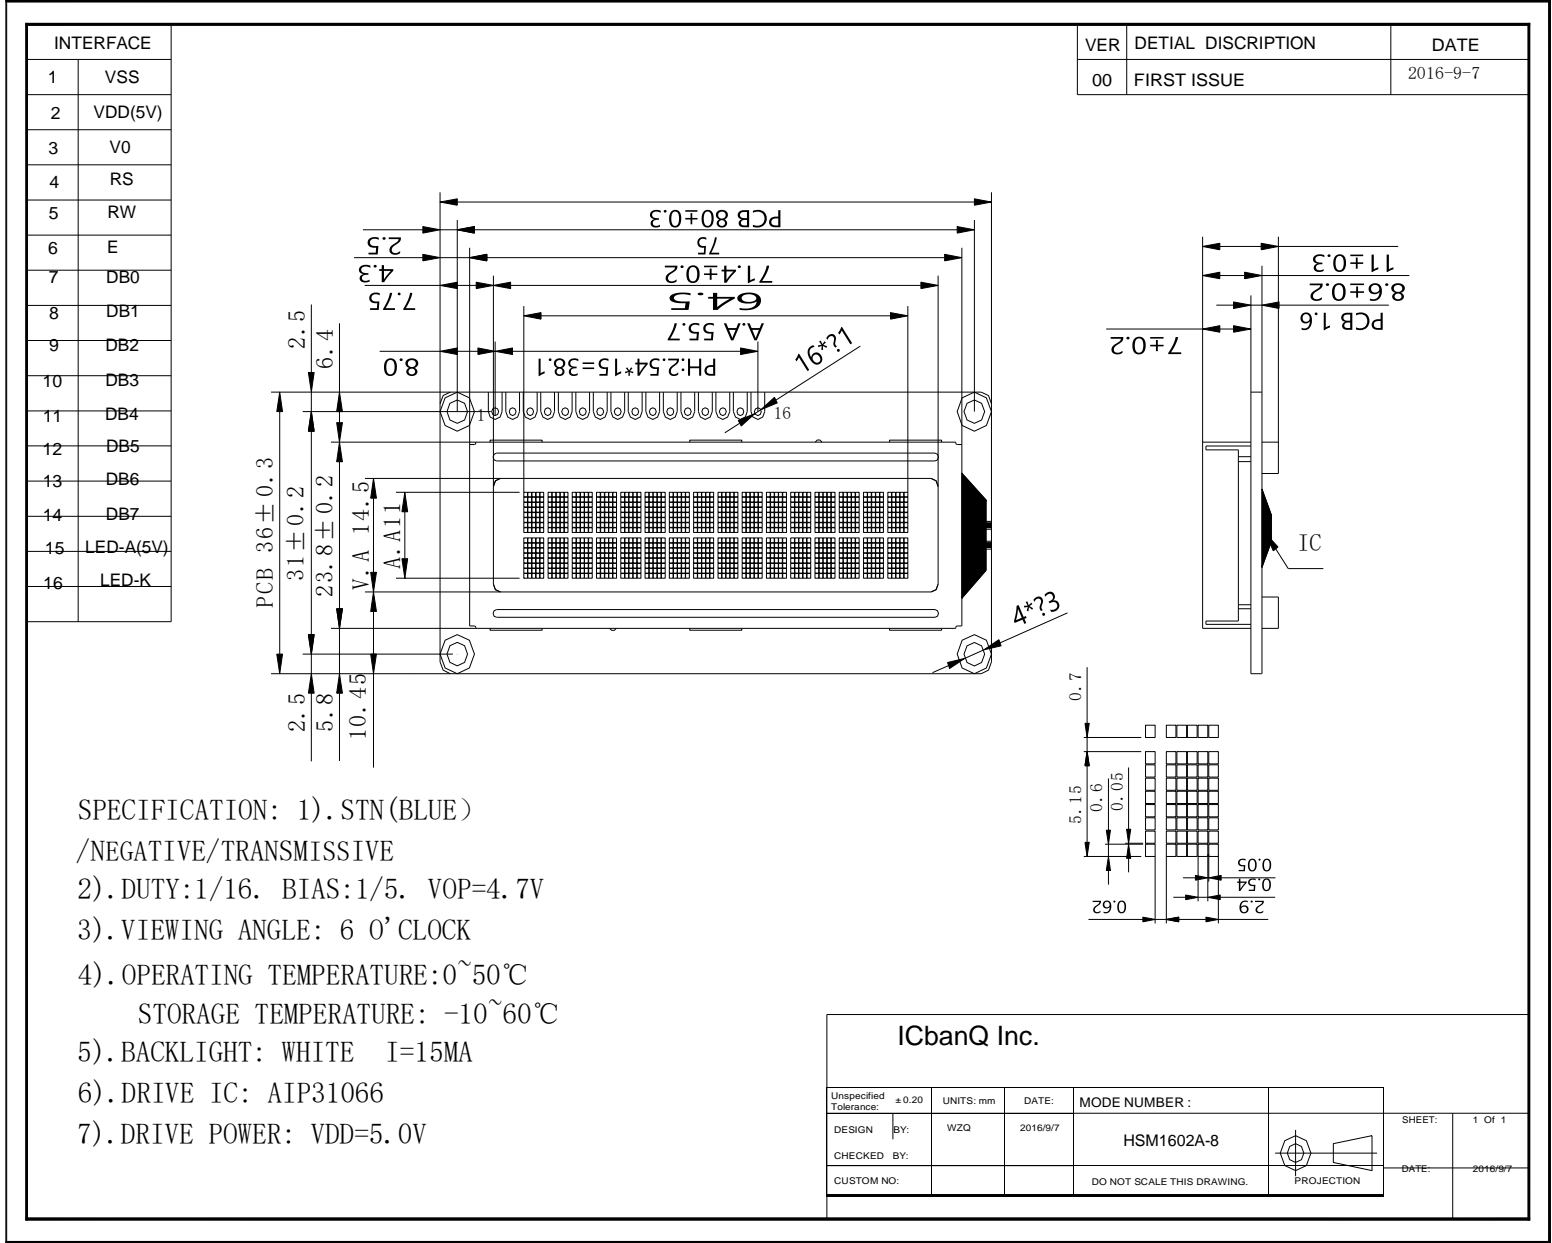 INTERFACE
1 VSS
2 VDD(5V)
3 V0
4 RS
5 RW
6 E
7 DB0
8 DB1
9 DB2
10 DB3
11 DB4
12 DB5
13 DB6
14 DB7
15 LED-A(5V)
16 LED-K
VER DETIAL DISCRIPTION DATE
00 FIRST ISSUE 2016-9-7
PCB 80±0.3
75
2.5
71.4±0.2
4.3
64.5
7.75
A.A 55.7
PH:2.54*15=38.1
8.0
16*?1
2.5
6.4
1
16
PCB 36±0.3
31±0.2
23.8±0.2
V.A 14.5
A.A11
4*?3
2.5
5.8
10.45
11±0.3
8.6±0.2
PCB 1.6
7±0.2
IC
0.7
5.15
0.6
0.05
0.05
0.54
2.9
0.62
SPECIFICATION: 1).STN(BLUE）
/NEGATIVE/TRANSMISSIVE
2).DUTY:1/16. BIAS:1/5. VOP=4.7V
3).VIEWING ANGLE: 6 O'CLOCK
4).OPERATING TEMPERATURE:0~50℃
STORAGE TEMPERATURE: -10~60℃
5).BACKLIGHT: WHITE I=15MA
6).DRIVE IC: AIP31066
7).DRIVE POWER: VDD=5.0V
ICbanQ Inc.
Unspecified
Tolerance: ±0.20 UNITS: mm DATE: MODE NUMBER :
DESIGN BY: WZQ 2016/9/7
HSM1602A-8
CHECKED BY:
CUSTOM NO: DO NOT SCALE THIS DRAWING. PROJECTION
SHEET: 1 Of 1
DATE: 2016/9/7